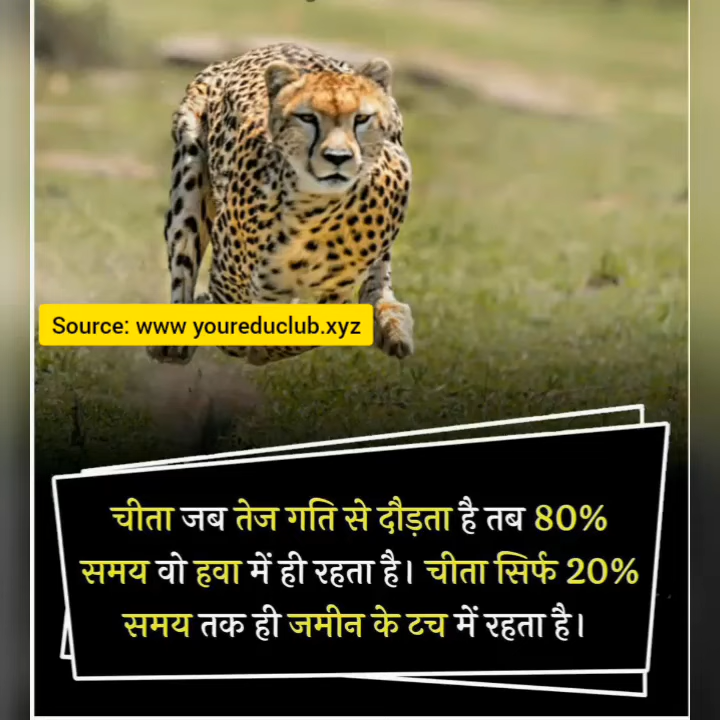 Source: www youreduclub.xyz
चीता जब तेज गति से दौड़ता है तब 80%
समय वो हवा में ही रहता है। चीता सिर्फ 20%
समय तक ही जमीन के टच में रहता है।